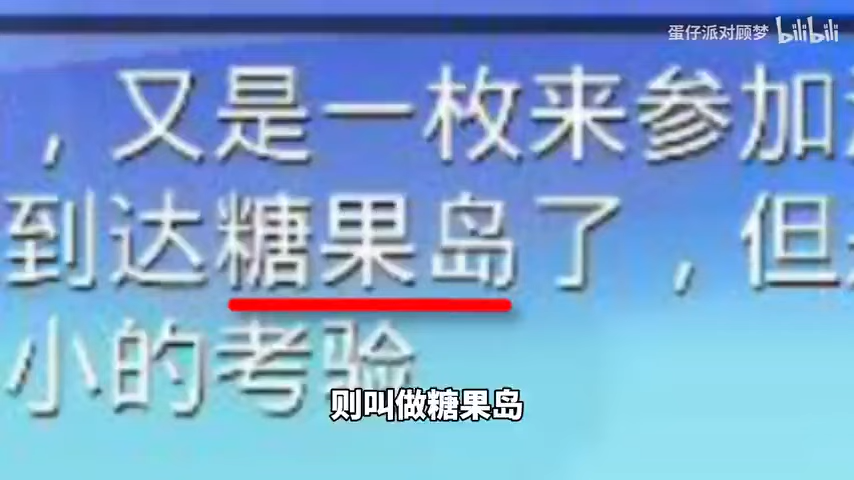 蛋仔派对顾梦 bilibili
，又是一枚来参加
到达糖果岛了，但
小的考验
则叫做糖果岛